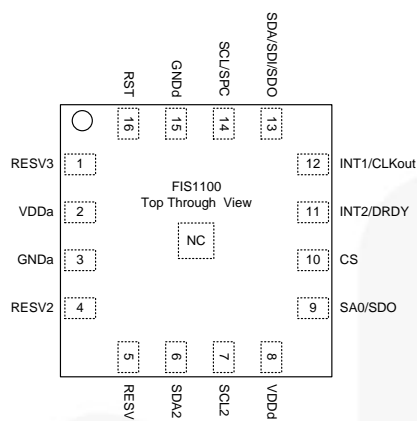 RST
GNDd
SCL/SPC
SDA/SDI/SDO
16
15
14
13
RESV3
1
12
INT1/CLKout
FIS1100
Top Through View
VDDa
2
11
INT2/DRDY
NC
GNDa
3
10
CS
RESV2
4
9
SA0/SDO
5
6
7
8
RESV
SDA2
SCL2
VDDd